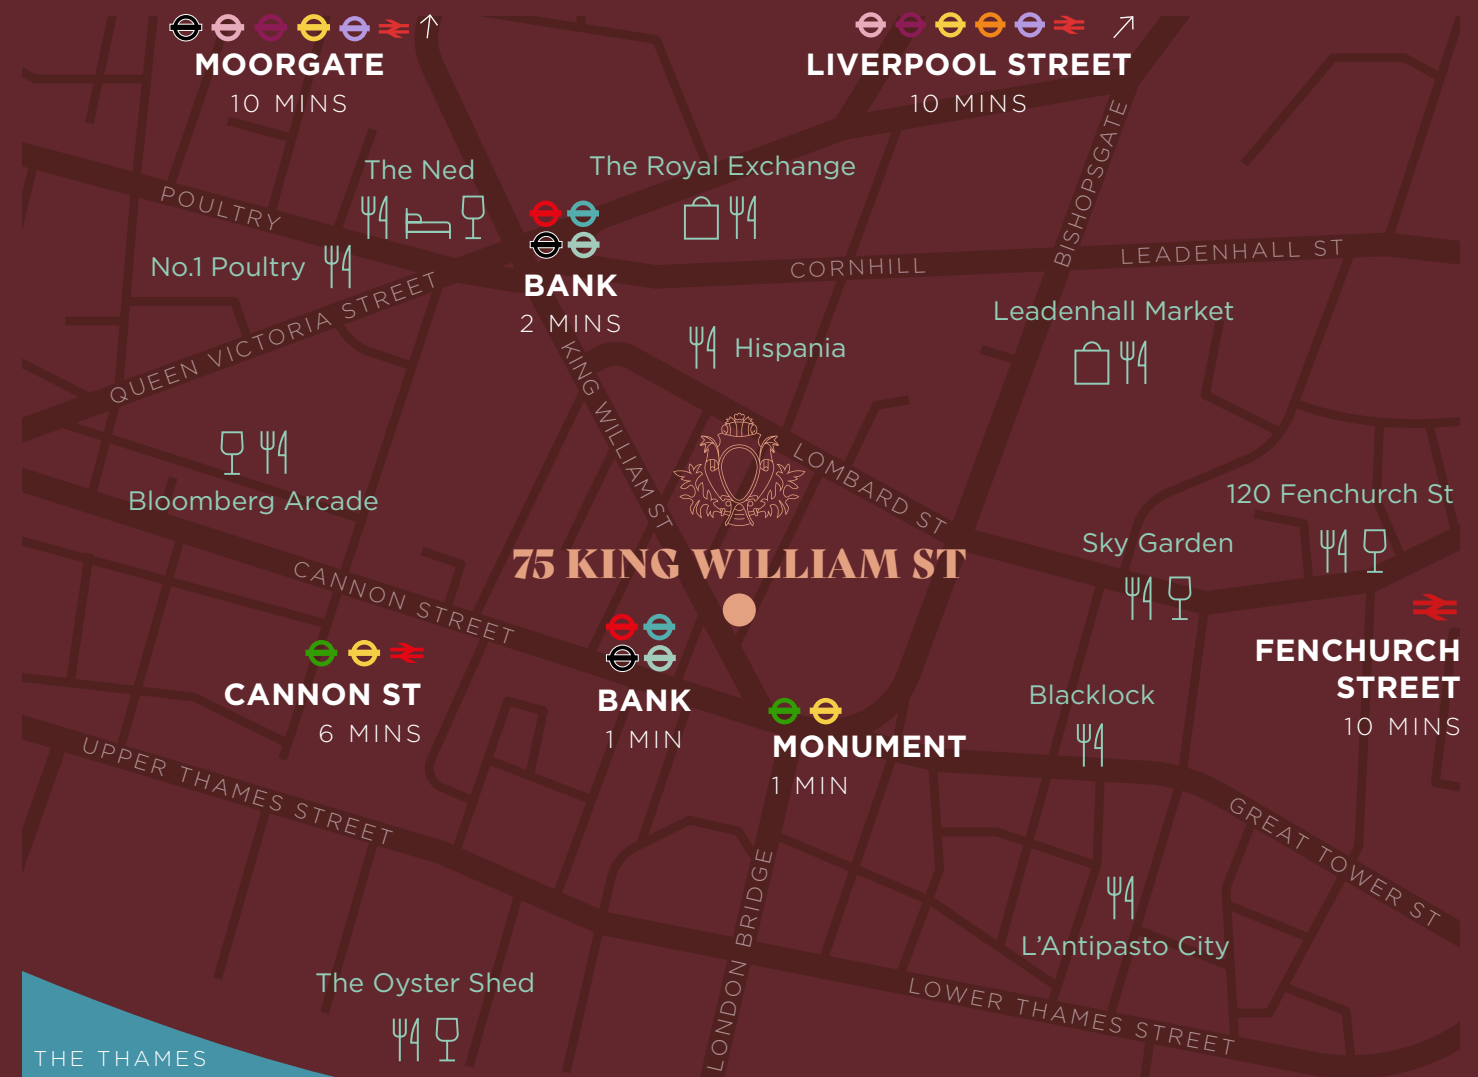 MOORGATE
10 MINS
LIVERPOOL STREET
10 MINS
BISHOPSGATE
The Ned
The Royal Exchange
POULTRY
No.1 Poultry
BANK
2 MINS
CORNHILL
LEADENHALL ST
QUEEN VICTORIA STREET
Leadenhall Market
Hispania
KING WILLIAM ST
LOMBARD ST
Bloomberg Arcade
120 Fenchurch St
Sky Garden
75 KING WILLIAM ST
CANNON STREET
CANNON ST
6 MINS
BANK
1 MIN
MONUMENT
1 MIN
FENCHURCH
STREET
10 MINS
Blacklock
UPPER THAMES STREET
GREAT TOWER ST
LONDON BRIDGE
L’Antipasto City
The Oyster Shed
LOWER THAMES STREET
THE THAMES